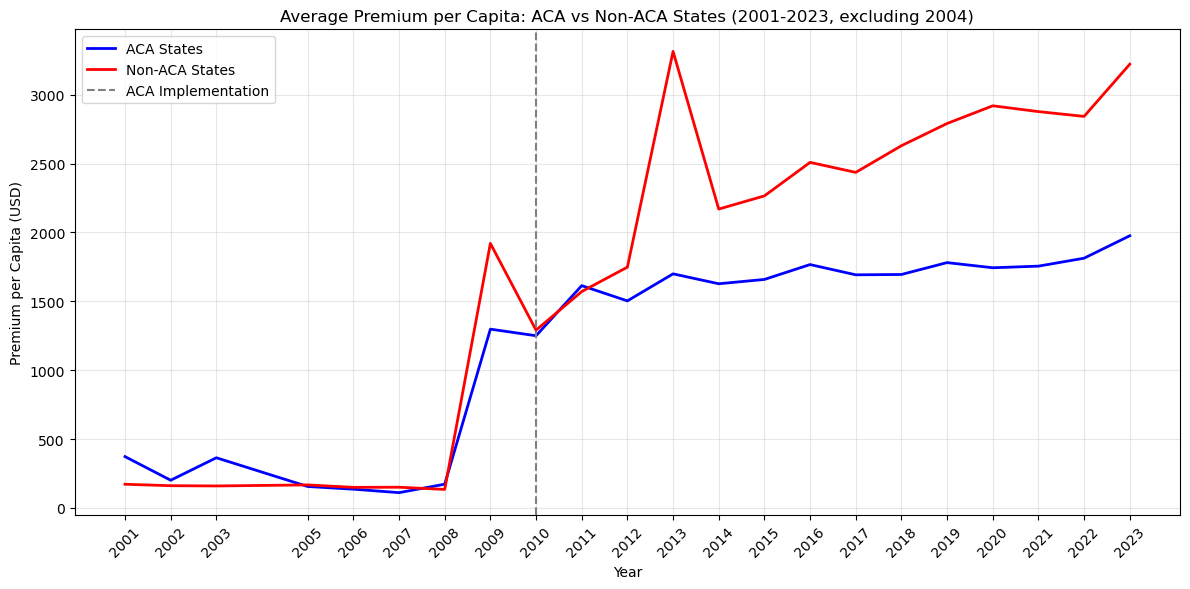 Average Premium per Capita: ACA vs Non-ACA States (2001-2023, excluding 2004)
ACA States
Non-ACA States
ACA Implementation
Premium per Capita (USD)
3000
2500
2000
1500
1000
500
0
2001 2002 2003 2005 2006 2007 2008 2009 2010 2011 2012 2013 2014 2015 2016 2017 2018 2019 2020 2021 2022 2023
Year